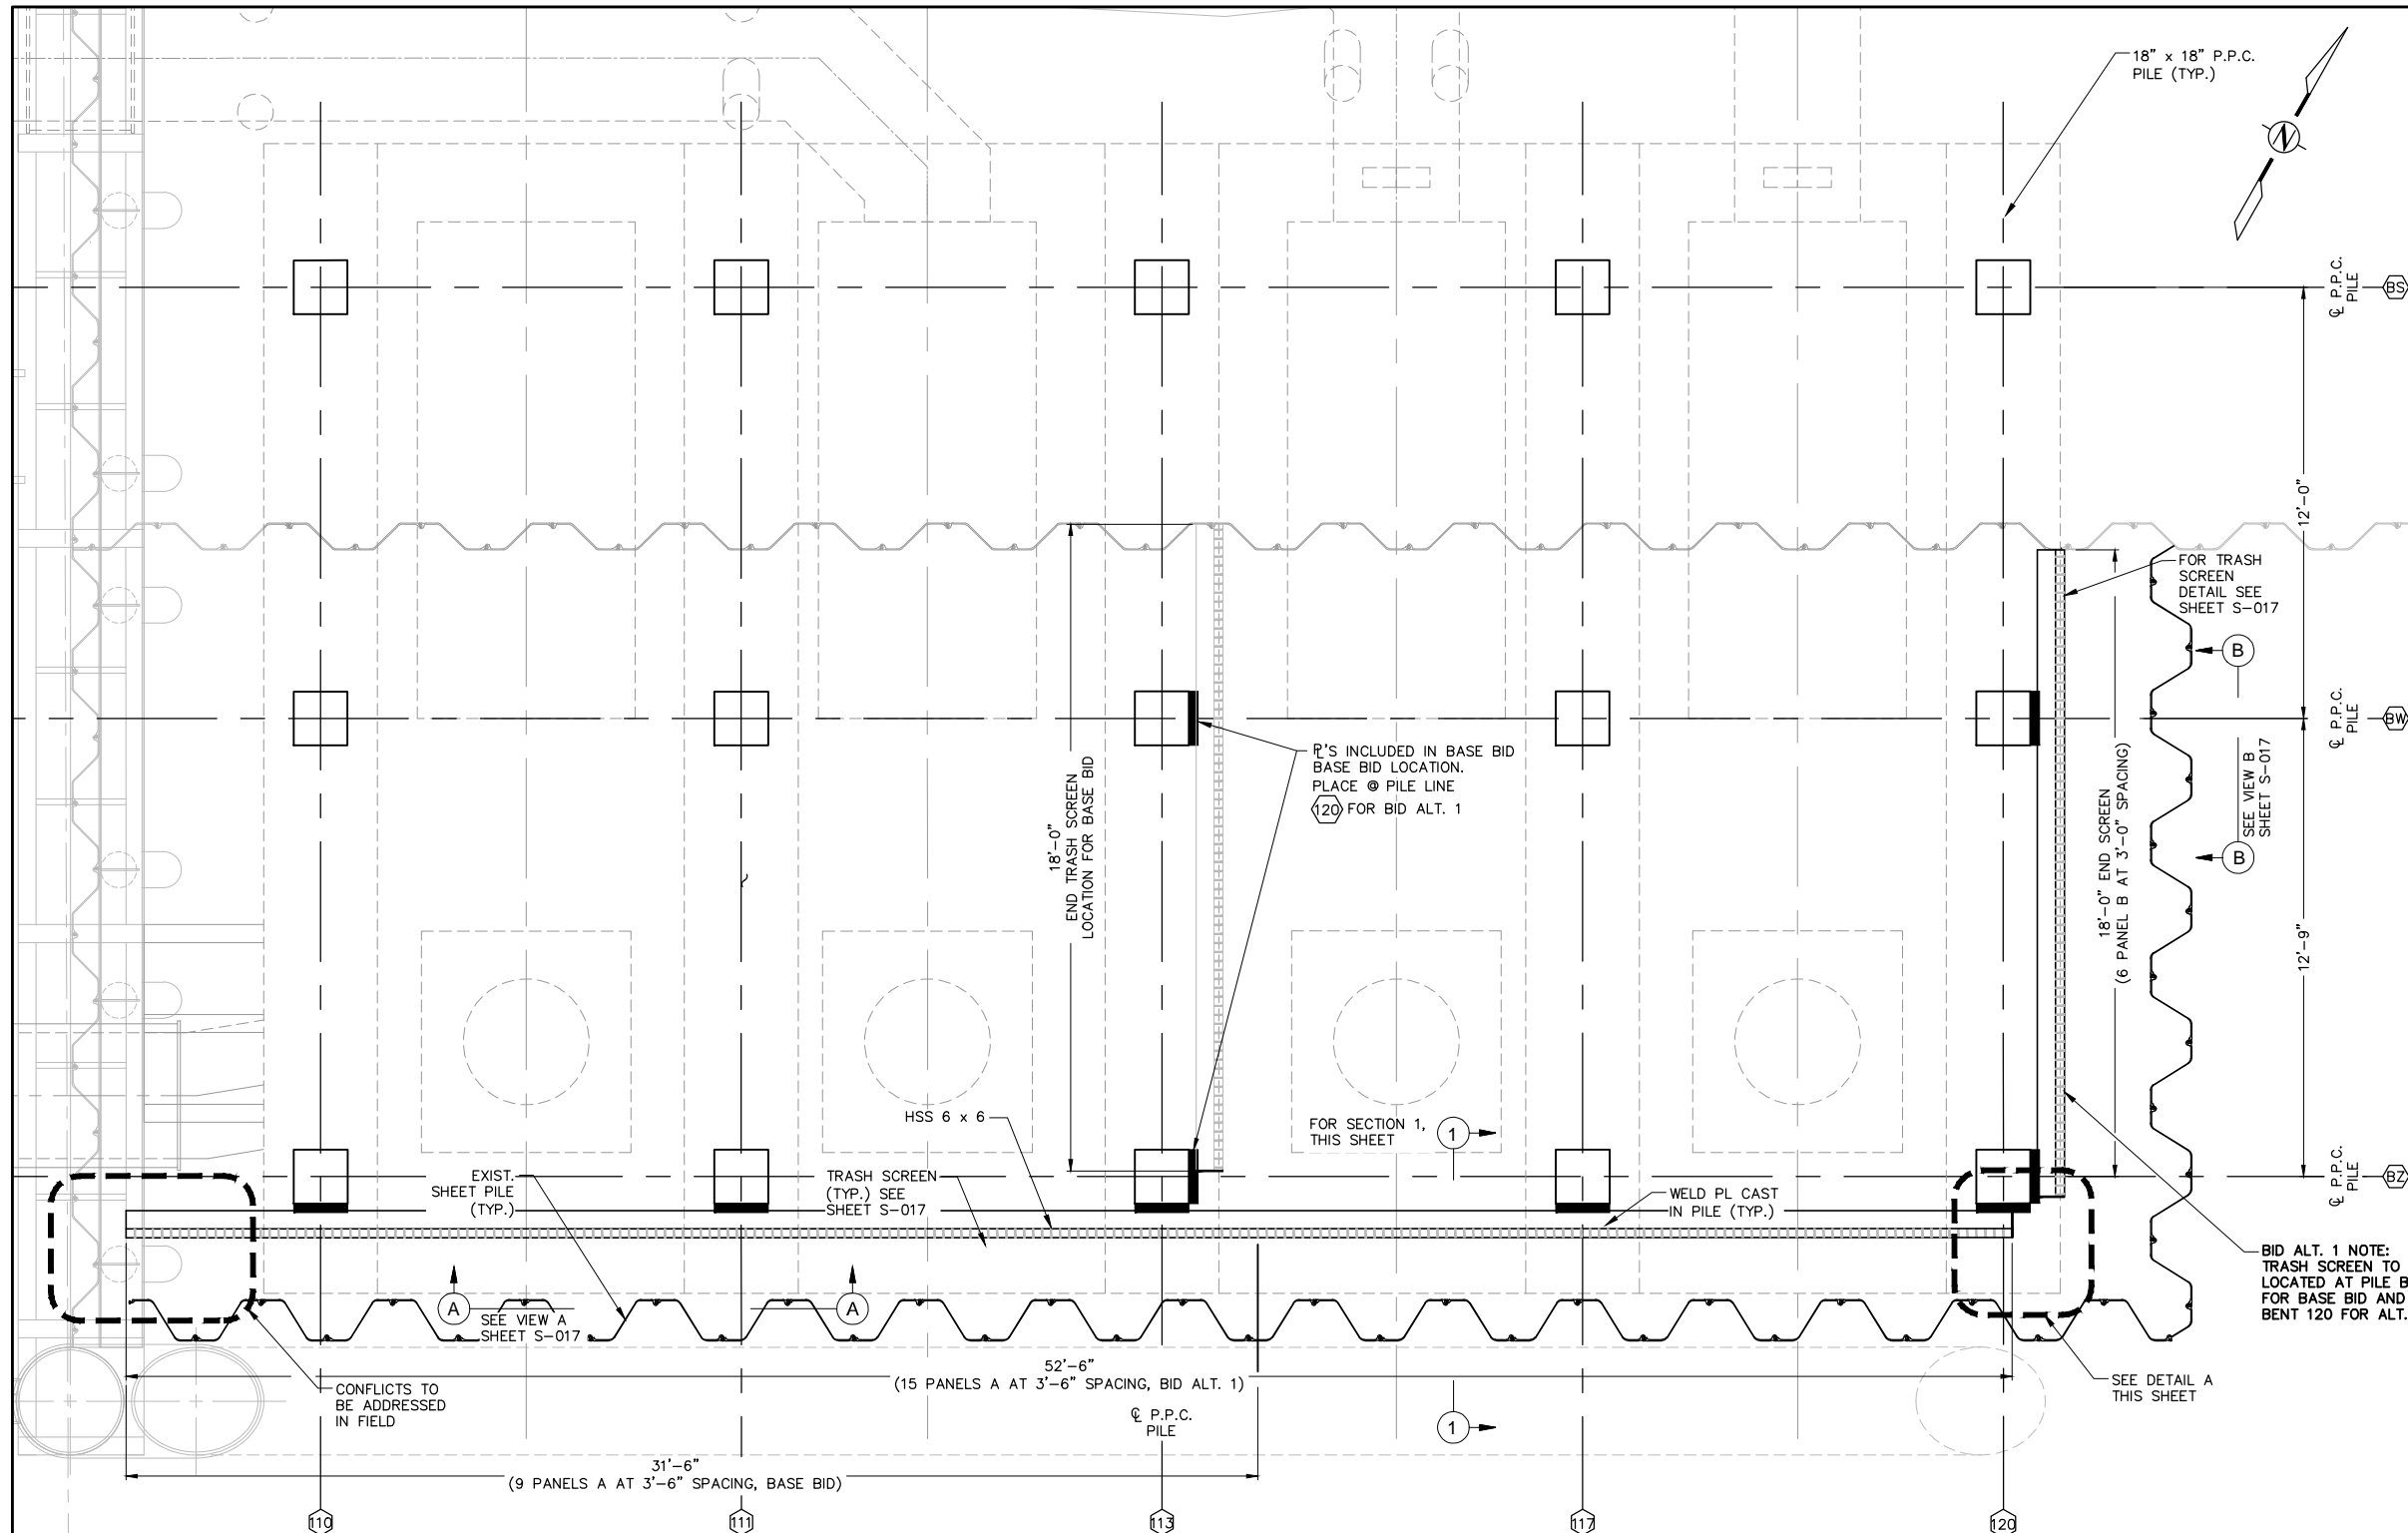 18" x 18" P.P.C.
PILE (TYP.)
N
℄ P.P.C.
PILE
BS
12'-0"
FOR TRASH
SCREEN
DETAIL SEE
SHEET S-017
B
℄ P.P.C.
PILE
BW
SEE VIEW B
SHEET S-017
B
℄'S INCLUDED IN BASE BID
BASE BID LOCATION.
PLACE @ PILE LINE
120 FOR BID ALT. 1
18'-0"
END TRASH SCREEN
LOCATION FOR BASE BID
18'-0" END SCREEN
(6 PANEL B AT 3'-0" SPACING)
12'-9"
HSS 6 x 6
FOR SECTION 1,
THIS SHEET
1
EXIST.
SHEET PILE
(TYP.)
TRASH SCREEN
(TYP.) SEE
SHEET S-017
WELD PL CAST
IN PILE (TYP.)
℄ P.P.C.
PILE
BZ
BID ALT. 1 NOTE:
TRASH SCREEN TO
LOCATED AT PILE B
FOR BASE BID AND
BENT 120 FOR ALT.
A
A
SEE VIEW A
SHEET S-017
52'-6"
(15 PANELS A AT 3'-6" SPACING, BID ALT. 1)
CONFLICTS TO
BE ADDRESSED
IN FIELD
℄ P.P.C.
PILE
1
SEE DETAIL A
THIS SHEET
31'-6"
(9 PANELS A AT 3'-6" SPACING, BASE BID)
110
111
113
117
120